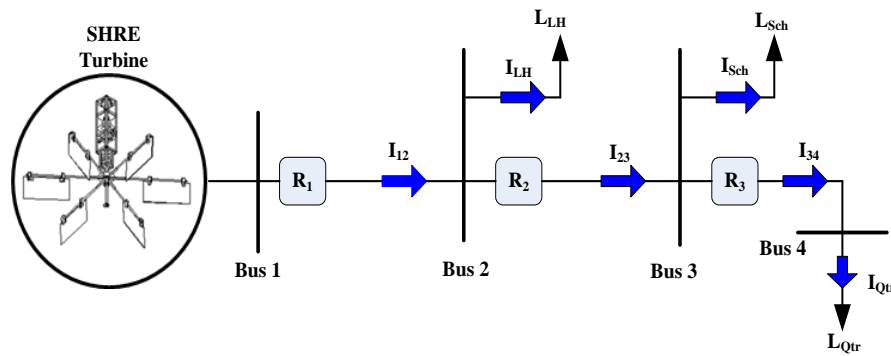 SHRE
Turbine
L_LH
L_Sch
I_LH
I_Sch
I_12
I_23
I_34
R_1
R_2
R_3
Bus 1
Bus 2
Bus 3
Bus 4
I_Qt
L_Qtr